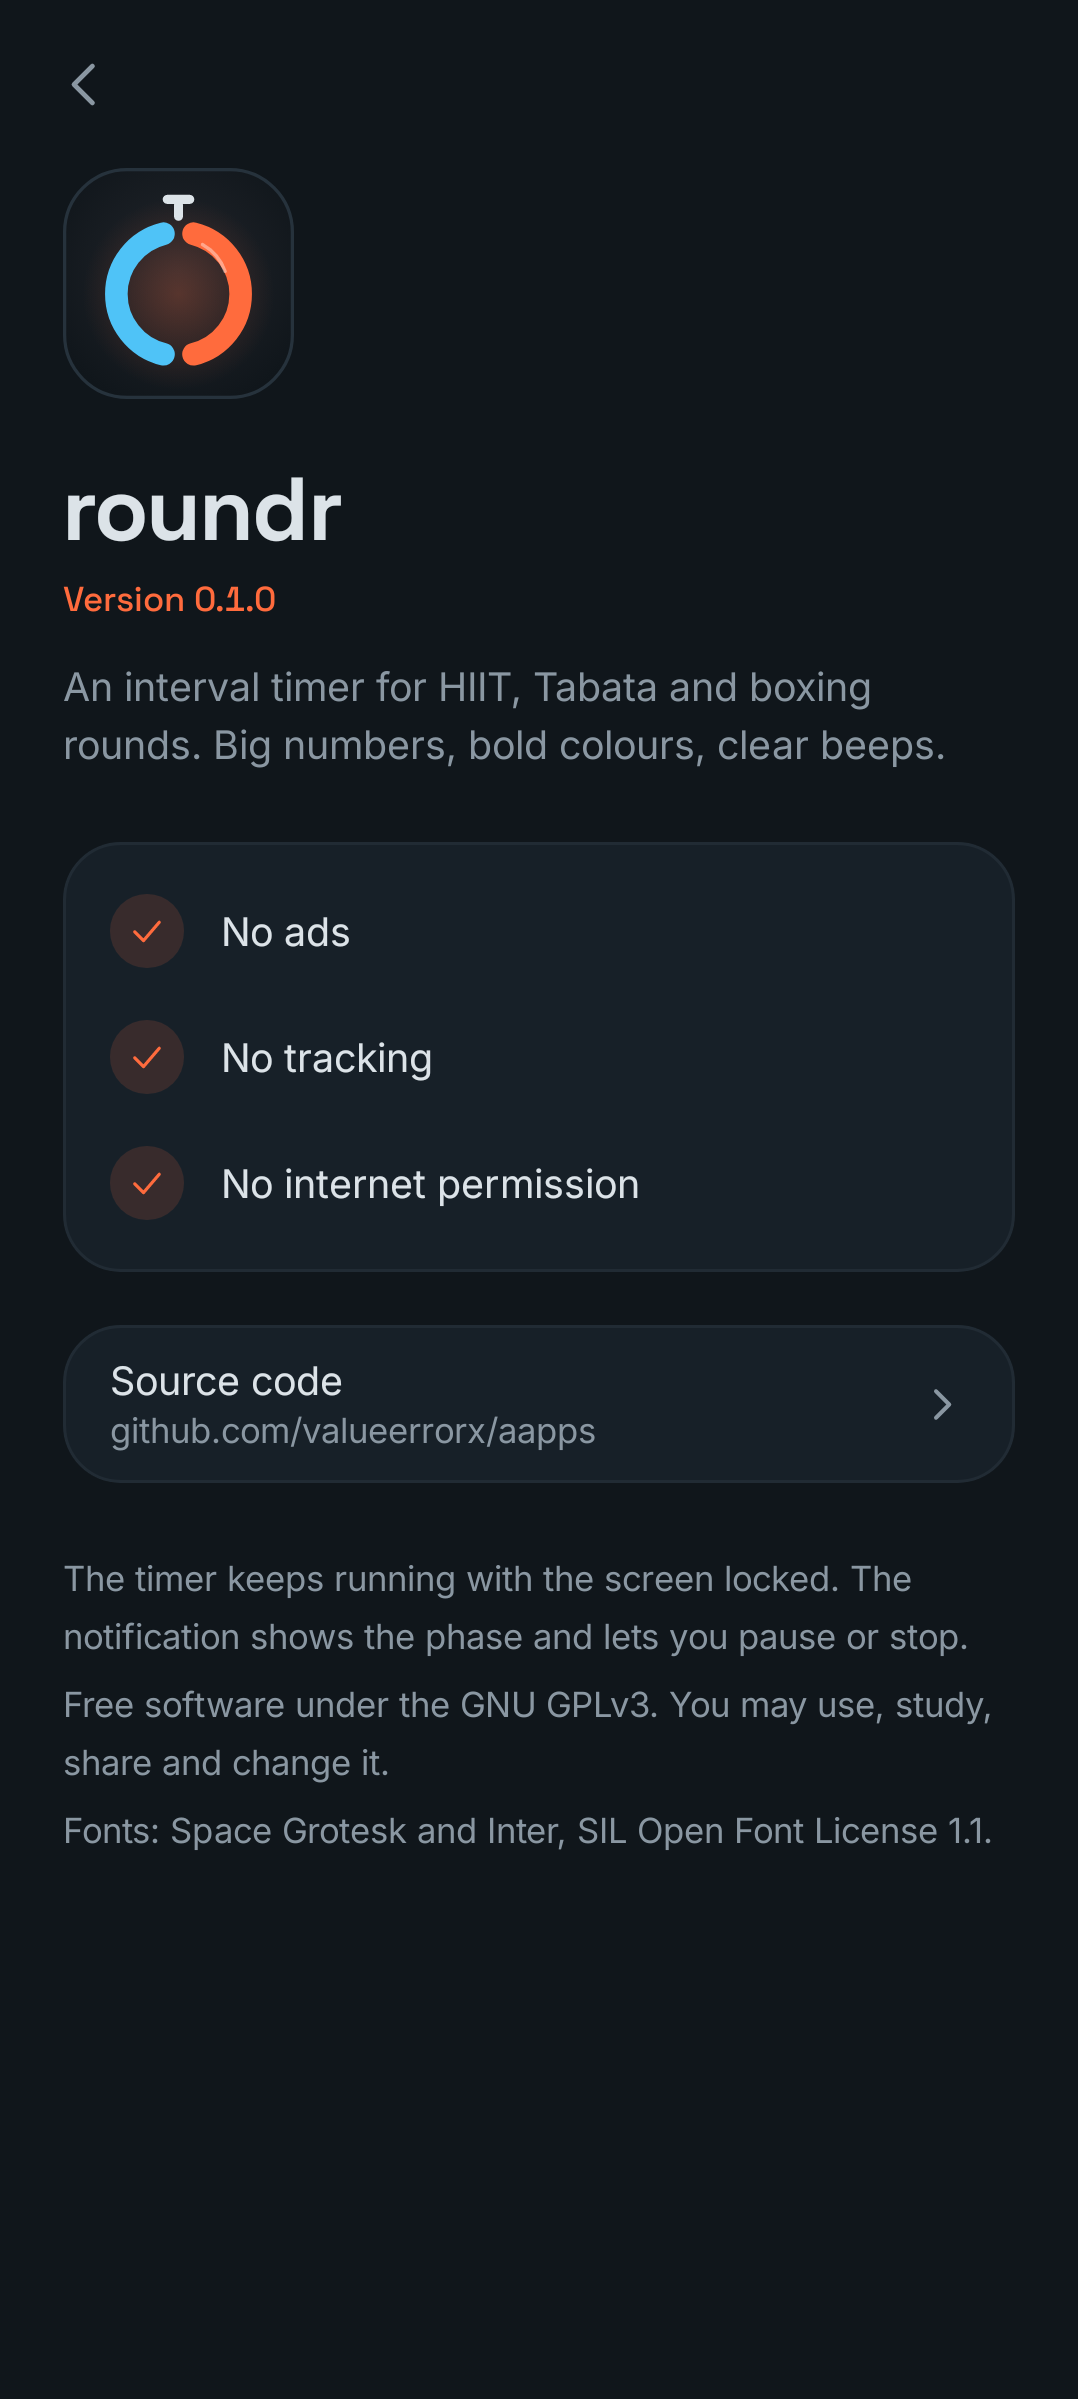 roundr
Version 0.1.0
An interval timer for HIIT, Tabata and boxing
rounds. Big numbers, bold colours, clear beeps.
No ads
No tracking
No internet permission
Source code
github.com/valueerrorx/aapps
The timer keeps running with the screen locked. The
notification shows the phase and lets you pause or stop.
Free software under the GNU GPLv3. You may use, study,
share and change it.
Fonts: Space Grotesk and Inter, SIL Open Font License 1.1.